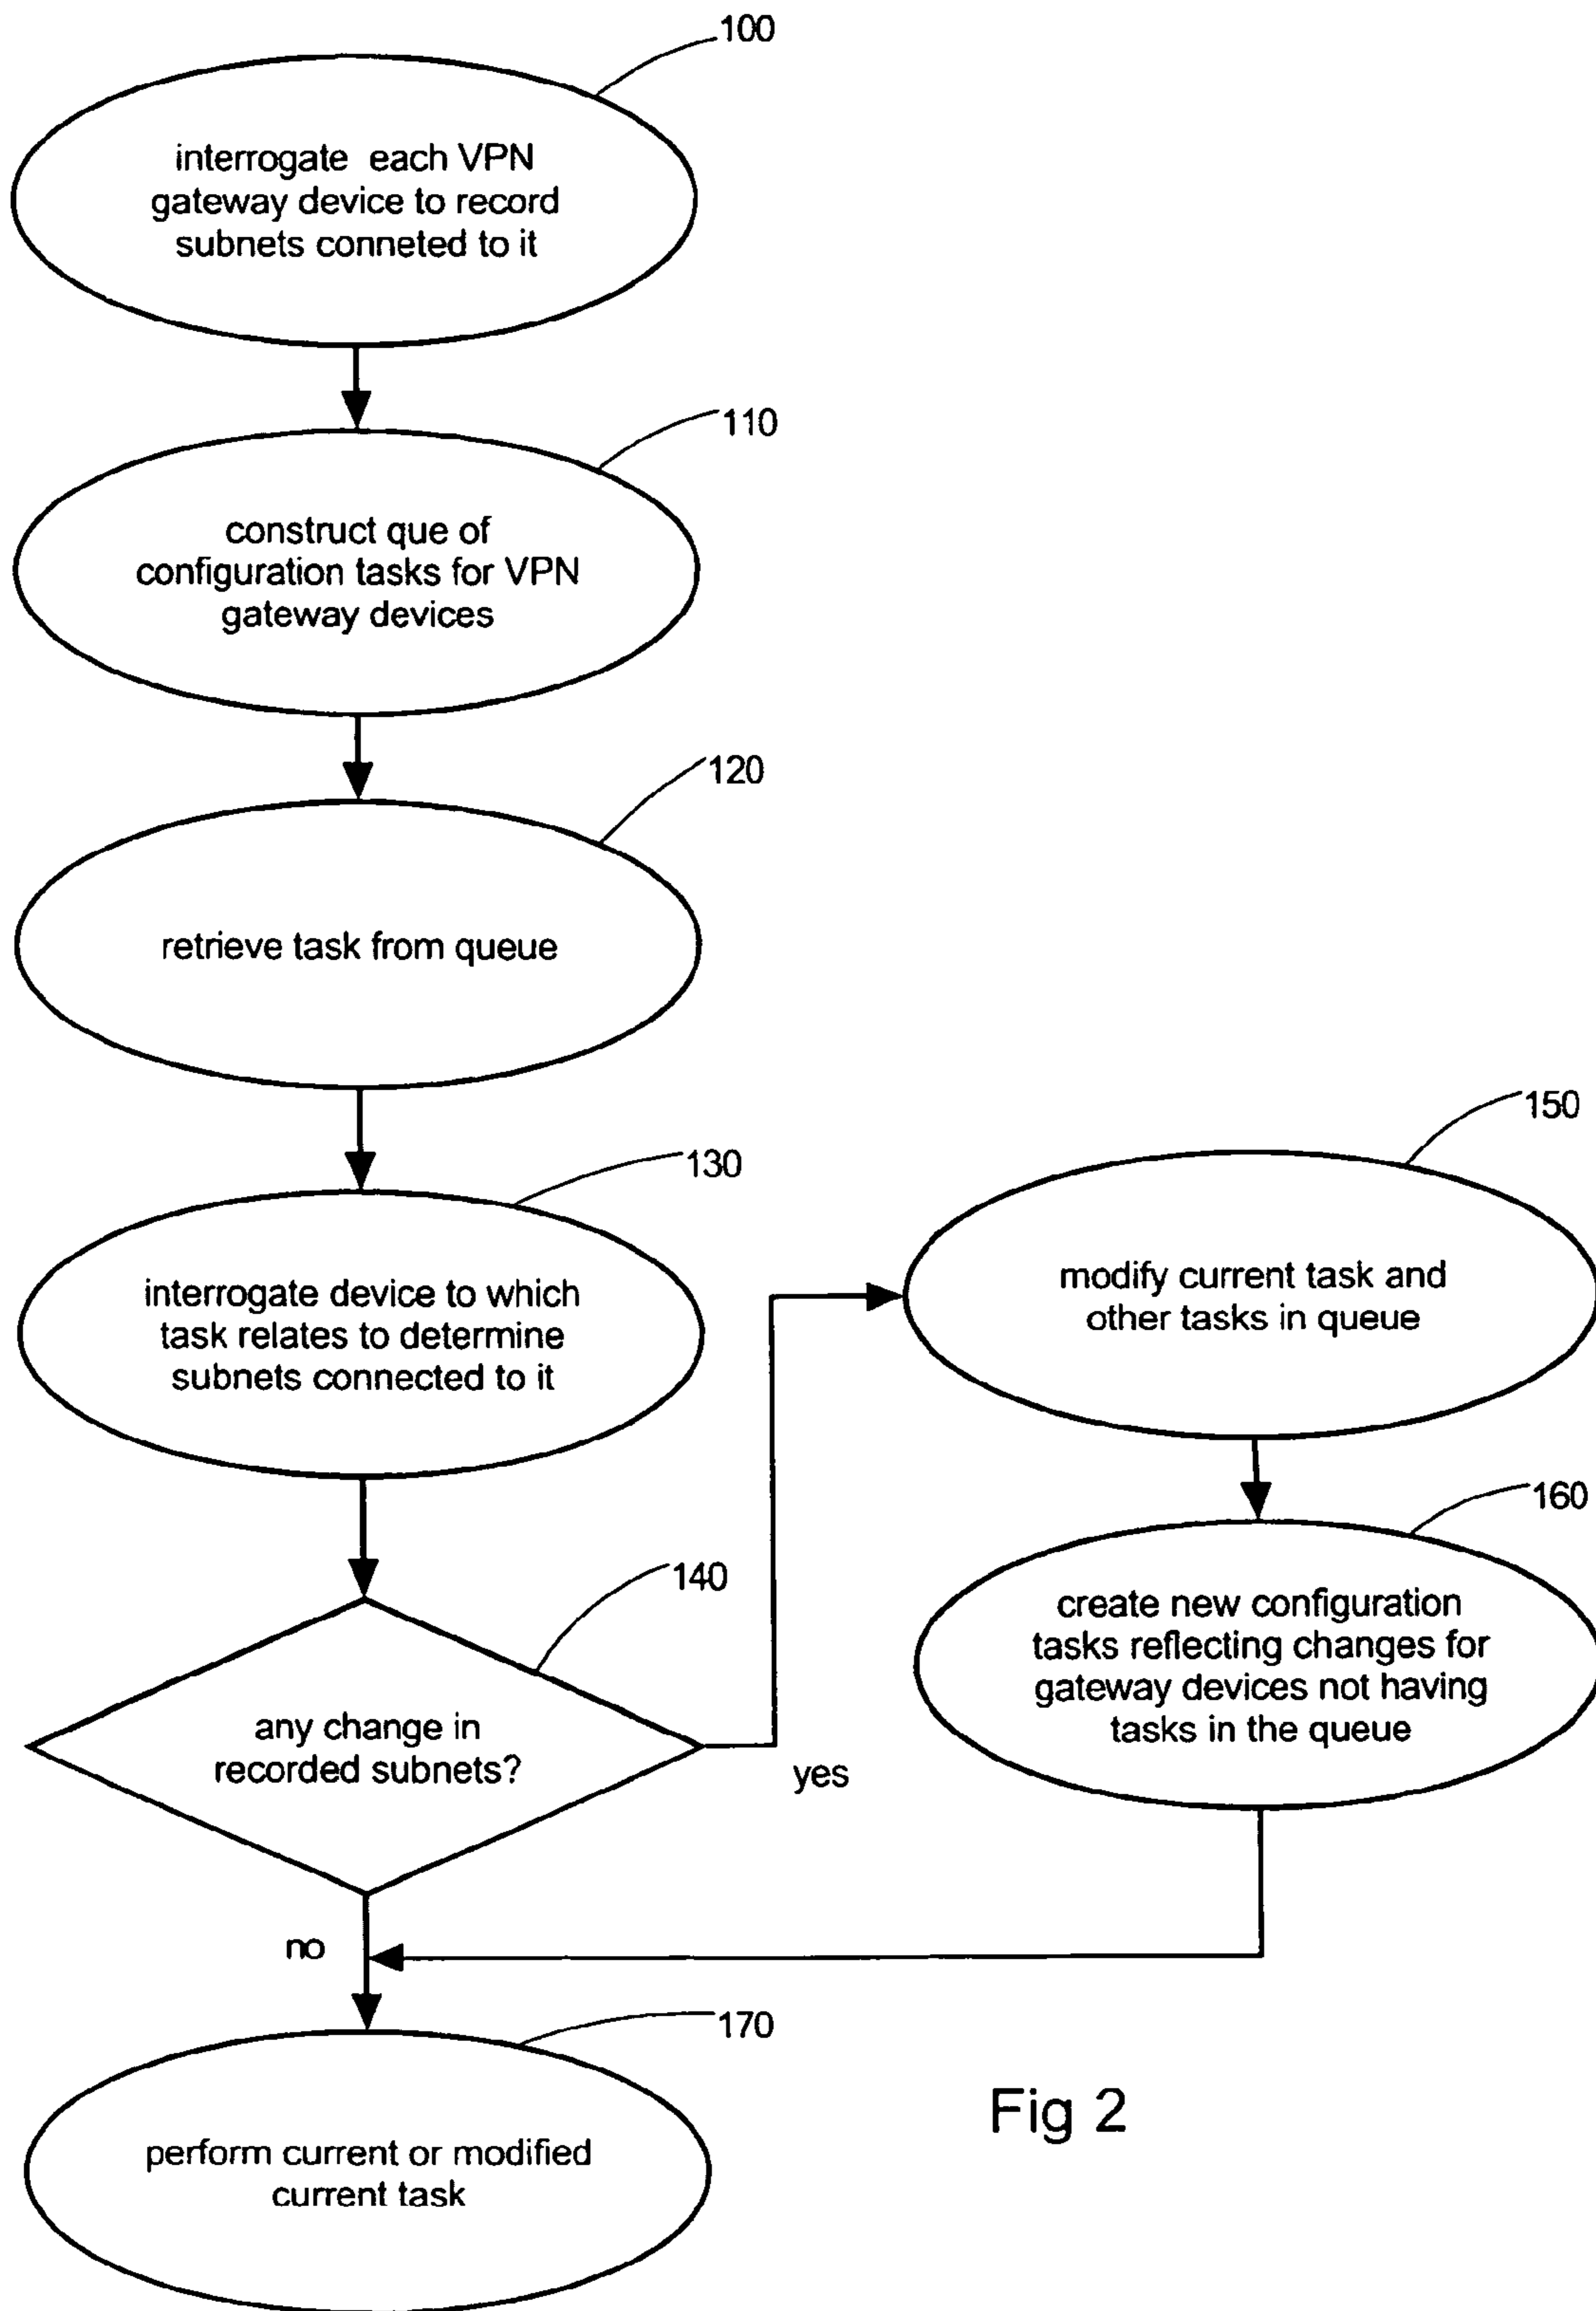 100
interrogate each VPN
gateway device to record
subnets conneted to it
110
construct que of
configuration tasks for VPN
gateway devices
120
retrieve task from queue
130
interrogate device to which
task relates to determine
subnets connected to it
140
any change in
recorded subnets?
yes
no
150
modify current task and
other tasks in queue
160
create new configuration
tasks reflecting changes for
gateway devices not having
tasks in the queue
170
perform current or modified
current task
Fig 2